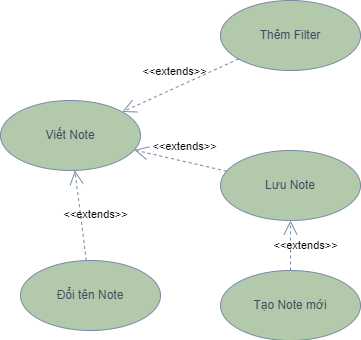 Thêm Filter
<<extends>>
Viết Note
<<extends>>
Lưu Note
<<extends>>
<<extends>>
Đổi tên Note
Tạo Note mới